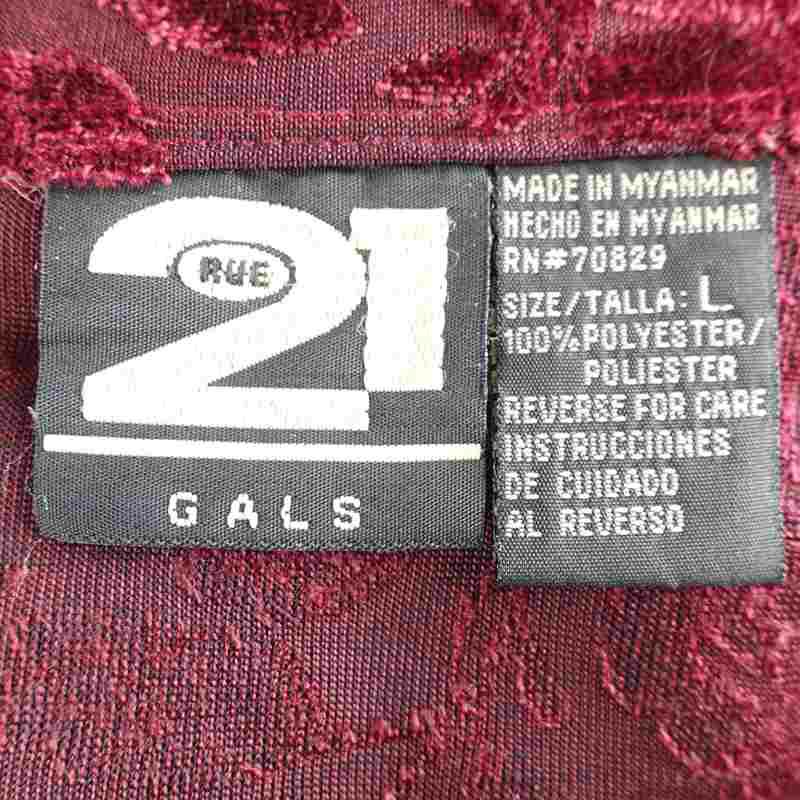 RUE
21
GALS
MADE IN MYANMAR
HECHO EN MYANMAR
RN#70829
SIZE/TALLA: L
100% POLYESTER/
POLIESTER
REVERSE FOR CARE
INSTRUCCIONES
DE CUIDADO
AL REVERSO